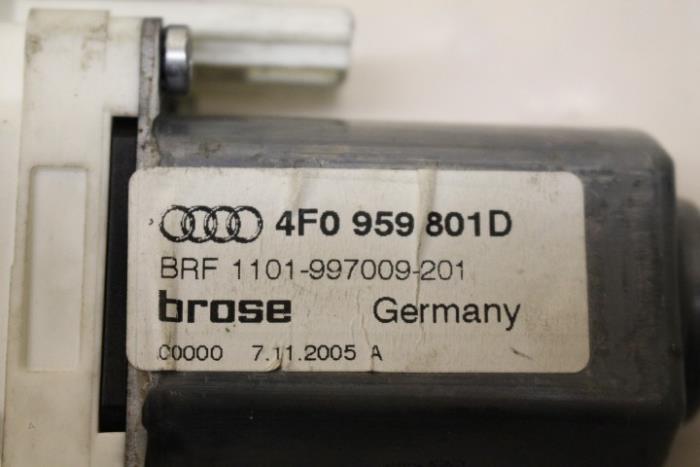 4F0 959 801D
BRF 1101-997009-201
brose Germany
C0000 7.11.2005 A